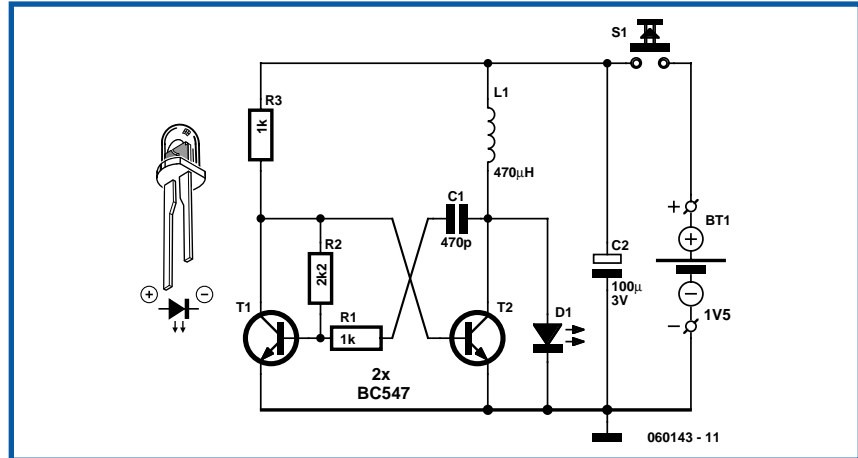 S1
R3
1k
L1
470µH
C1
470p
R2
2k2
R1
1k
T1
T2
D1
C2
100µ
3V
+
BT1
+
−
−
1V5
+
−
2x
BC547
060143 - 11